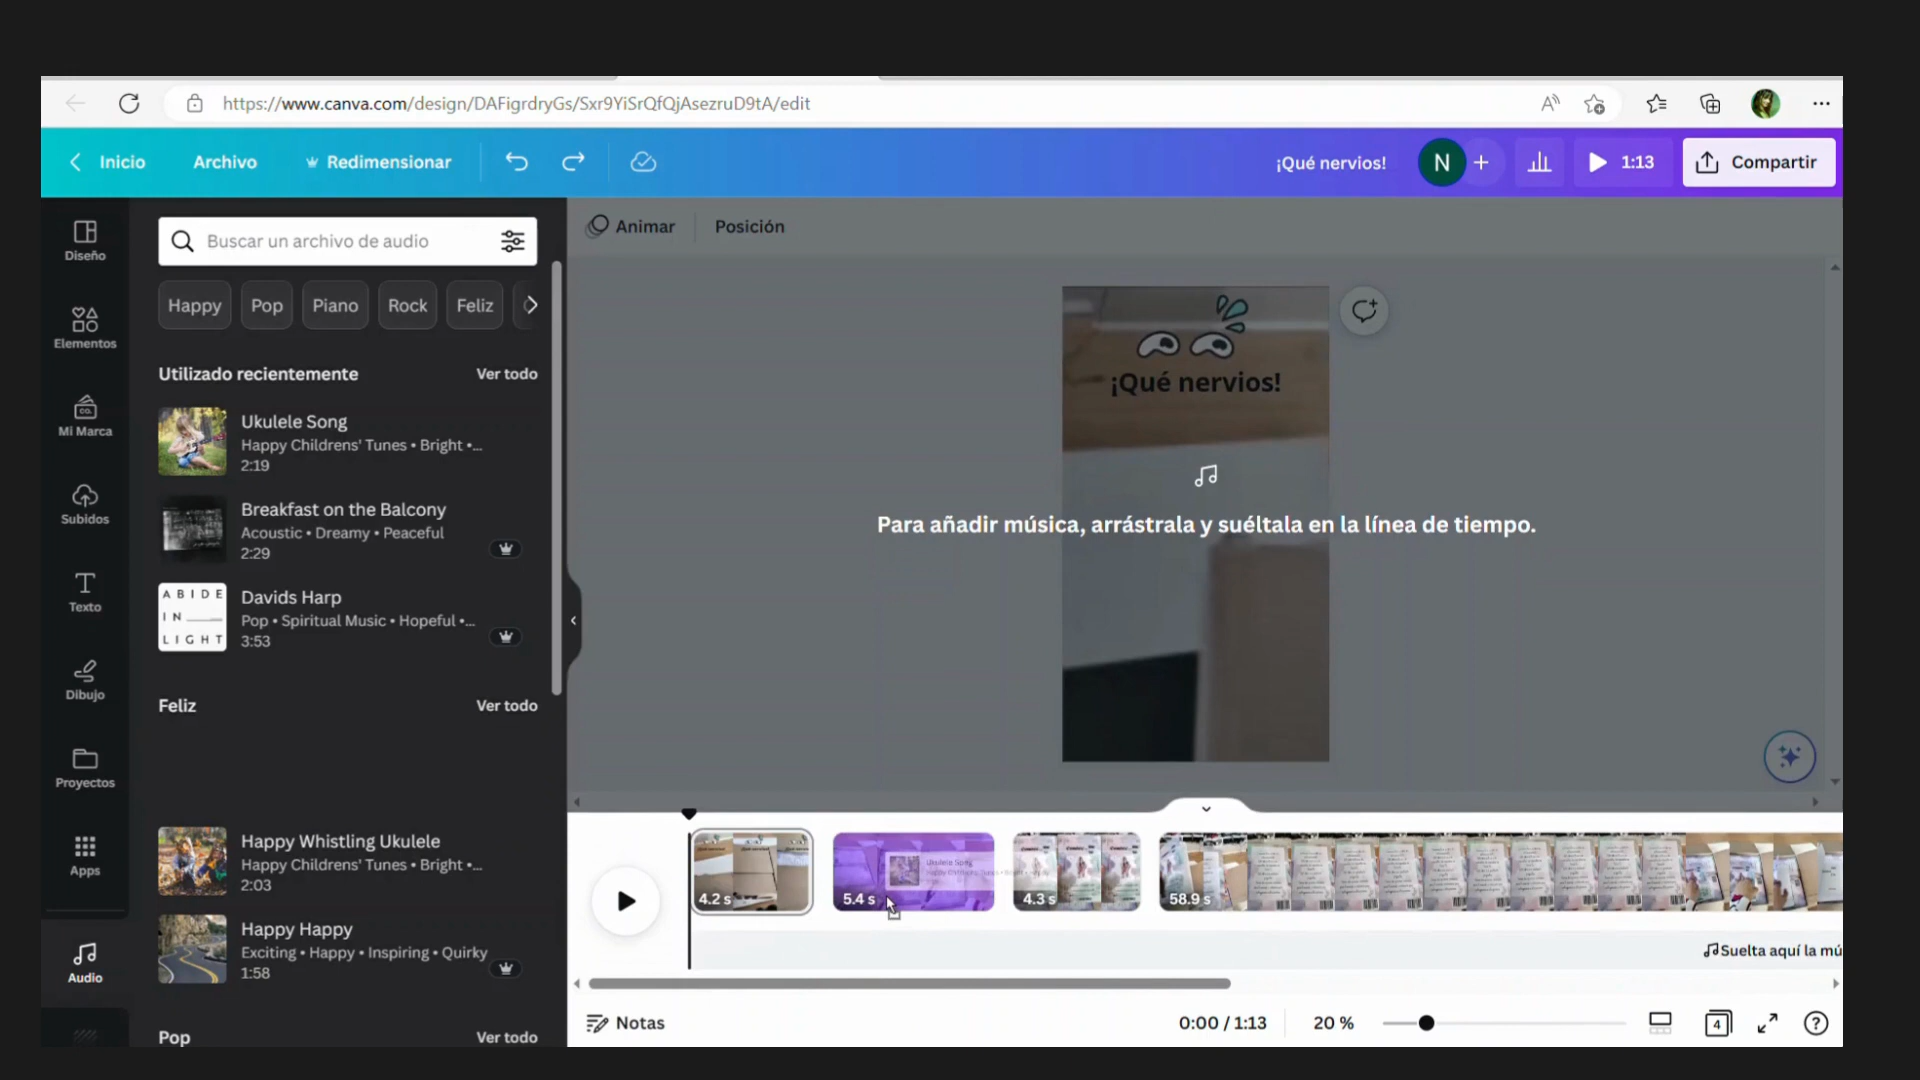 https://www.canva.com/design/DAFigrdryGs/Sxr9YiSrQfQjAsezruD9tA/edit
Inicio
Archivo
Redimensionar
¡Qué nervios!
N
1:13
Compartir
Diseño
Elementos
Mi Marca
Subidos
Texto
Dibujo
Proyectos
Apps
Audio
Buscar un archivo de audio
Happy
Pop
Piano
Rock
Feliz
Utilizado recientemente
Ver todo
Ukulele Song
Happy Childrens' Tunes • Bright •...
2:19
Breakfast on the Balcony
Acoustic • Dreamy • Peaceful
2:29
ABIDE
IN
LIGHT
Davids Harp
Pop • Spiritual Music • Hopeful •...
3:53
Feliz
Ver todo
Happy Whistling Ukulele
Happy Childrens' Tunes • Bright •...
2:03
Happy Happy
Exciting • Happy • Inspiring • Quirky
1:58
Pop
Ver todo
Animar
Posición
¡Qué nervios!
Para añadir música, arrástrala y suéltala en la línea de tiempo.
4.2 s
5.4 s
Ukulele Song
4.3 s
58.9 s
Suelta aquí la mú
Notas
0:00 / 1:13
20 %
4